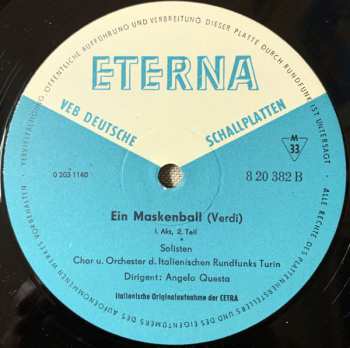 VERVIELFÄLTIGUNG, ÖFFENTLICHE AUFFÜHRUNG UND VERBREITUNG DIESER PLATTE DURCH RUNDFUNK IST UNTERSAGT · ALLE RECHTE DES PLATTENHERSTELLERS UND DES EIGENTÜMERS DES AUFGENOMMENEN WERKES VORBEHALTEN
ETERNA
VEB DEUTSCHE SCHALLPLATTEN
M
33
0 203 1160
8 20 382 B
Ein Maskenball (Verdi)
I. Akt, 2. Teil
Solisten
Chor u. Orchester d. Italienischen Rundfunks Turin
Dirigent: Angelo Questa
Italienische Originalaufnahme der CETRA